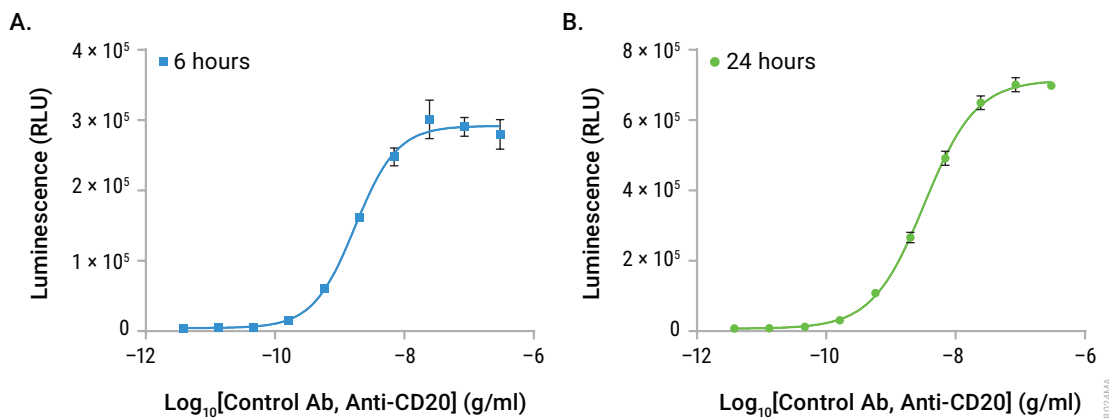 A.
4 × 10⁵
3 × 10⁵
2 × 10⁵
1 × 10⁵
0
Luminescence (RLU)
6 hours
−12
−10
−8
−6
Log₁₀[Control Ab, Anti-CD20] (g/ml)
B.
8 × 10⁵
6 × 10⁵
4 × 10⁵
2 × 10⁵
0
Luminescence (RLU)
24 hours
−12
−10
−8
−6
Log₁₀[Control Ab, Anti-CD20] (g/ml)